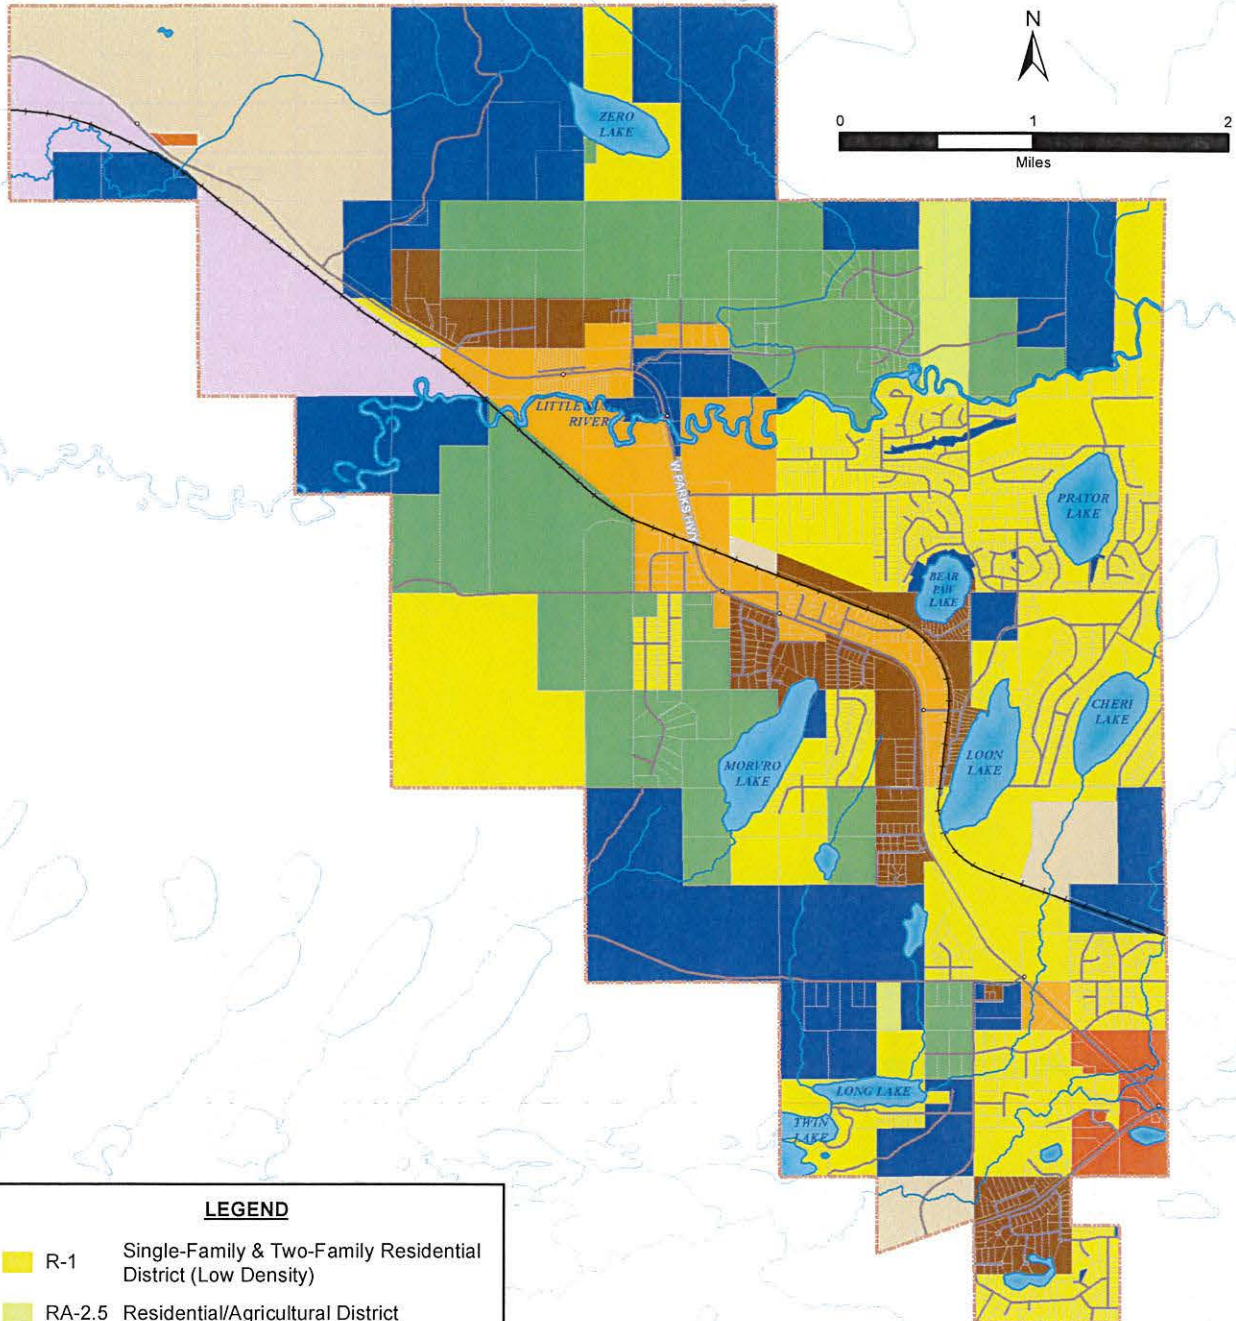 N
0 1 2
Miles
ZERO
LAKE
RIVER
W PARKS HWY
PRATOR
LAKE
BEAR
PAW
LAKE
CHERI
LAKE
MORVRO
LAKE
LOON
LAKE
LONG LAKE
TWIN
LAKE
LEGEND
R-1 Single-Family & Two-Family Residential
District (Low Density)
RA-2.5 Residential/Agricultural District